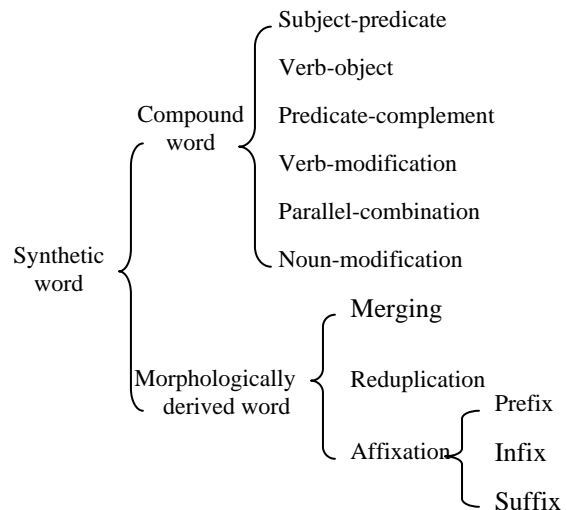 Subject-predicate
Verb-object
Compound
word
Predicate-complement
Verb-modification
Parallel-combination
Noun-modification
Synthetic
word
Merging
Morphologically
derived word
Reduplication
Affixation
Prefix
Infix
Suffix